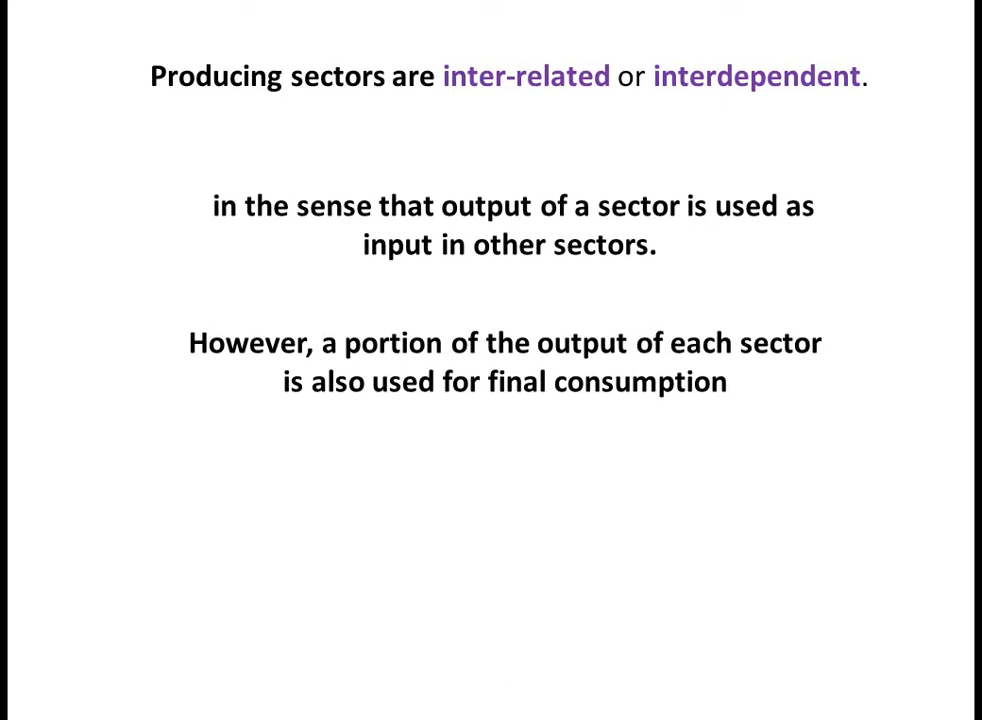 Producing sectors are inter-related or interdependent.
in the sense that output of a sector is used as
input in other sectors.
However, a portion of the output of each sector
is also used for final consumption